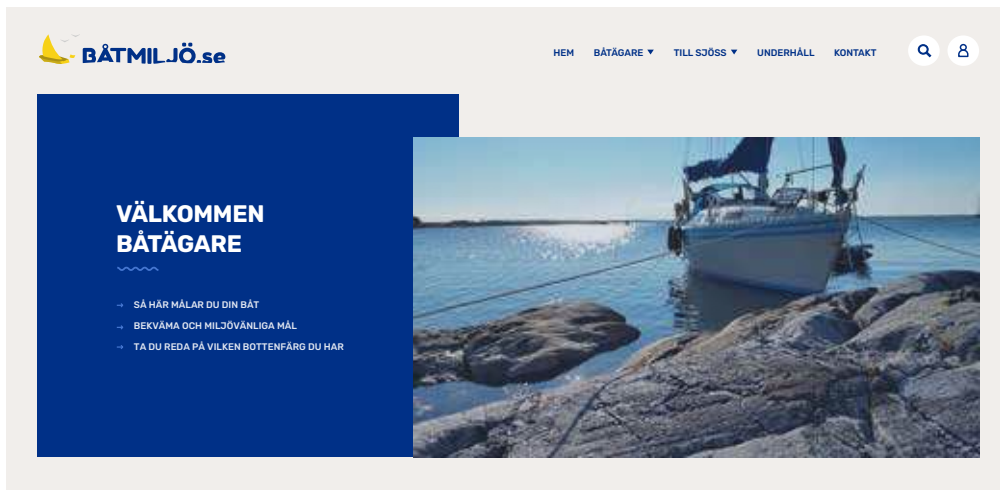 BÅTMILJÖ.se
HEM
BÅTÄGARE
TILL SJÖSS
UNDERHÅLL
KONTAKT
VÄLKOMMEN
BÅTÄGARE
SÅ HÄR MÅLAR DU DIN BÅT
BEKVÄMA OCH MILJÖVÄNLIGA MÅL
TA DU REDA PÅ VILKEN BOTTENFÄRG DU HAR